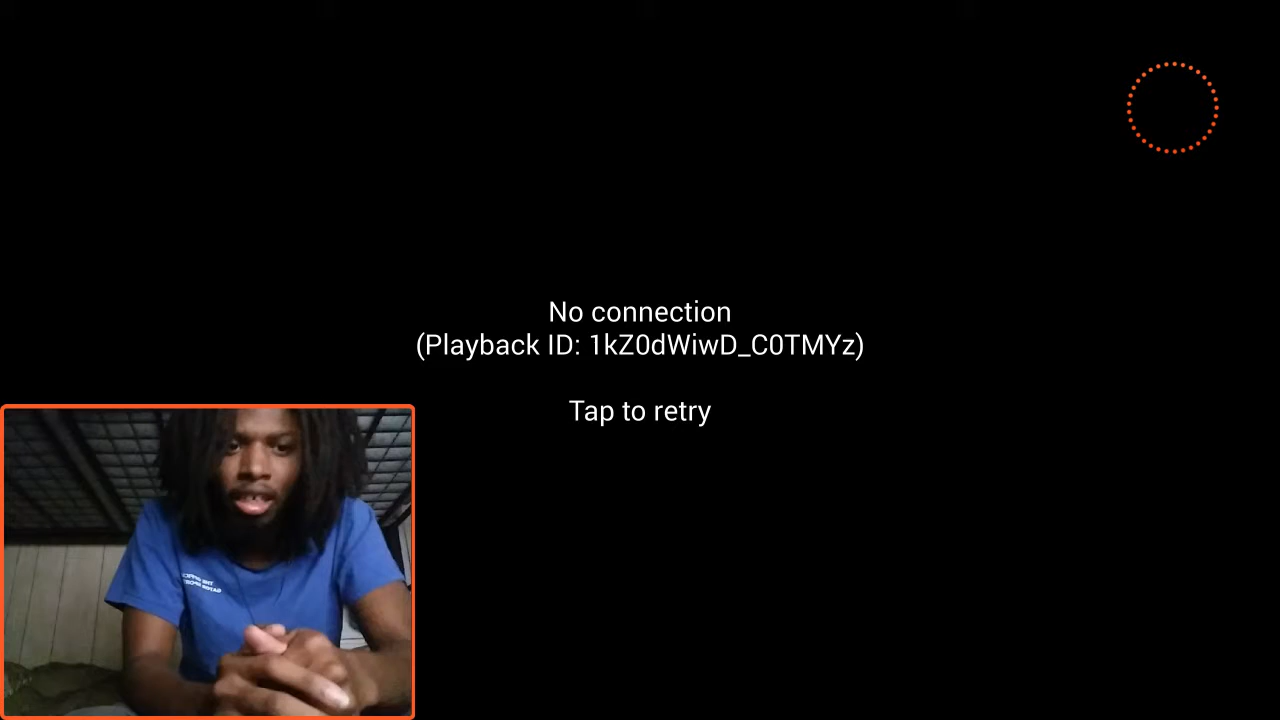 No connection
(Playback ID: 1kZ0dWiwD_C0TMYz)
Tap to retry